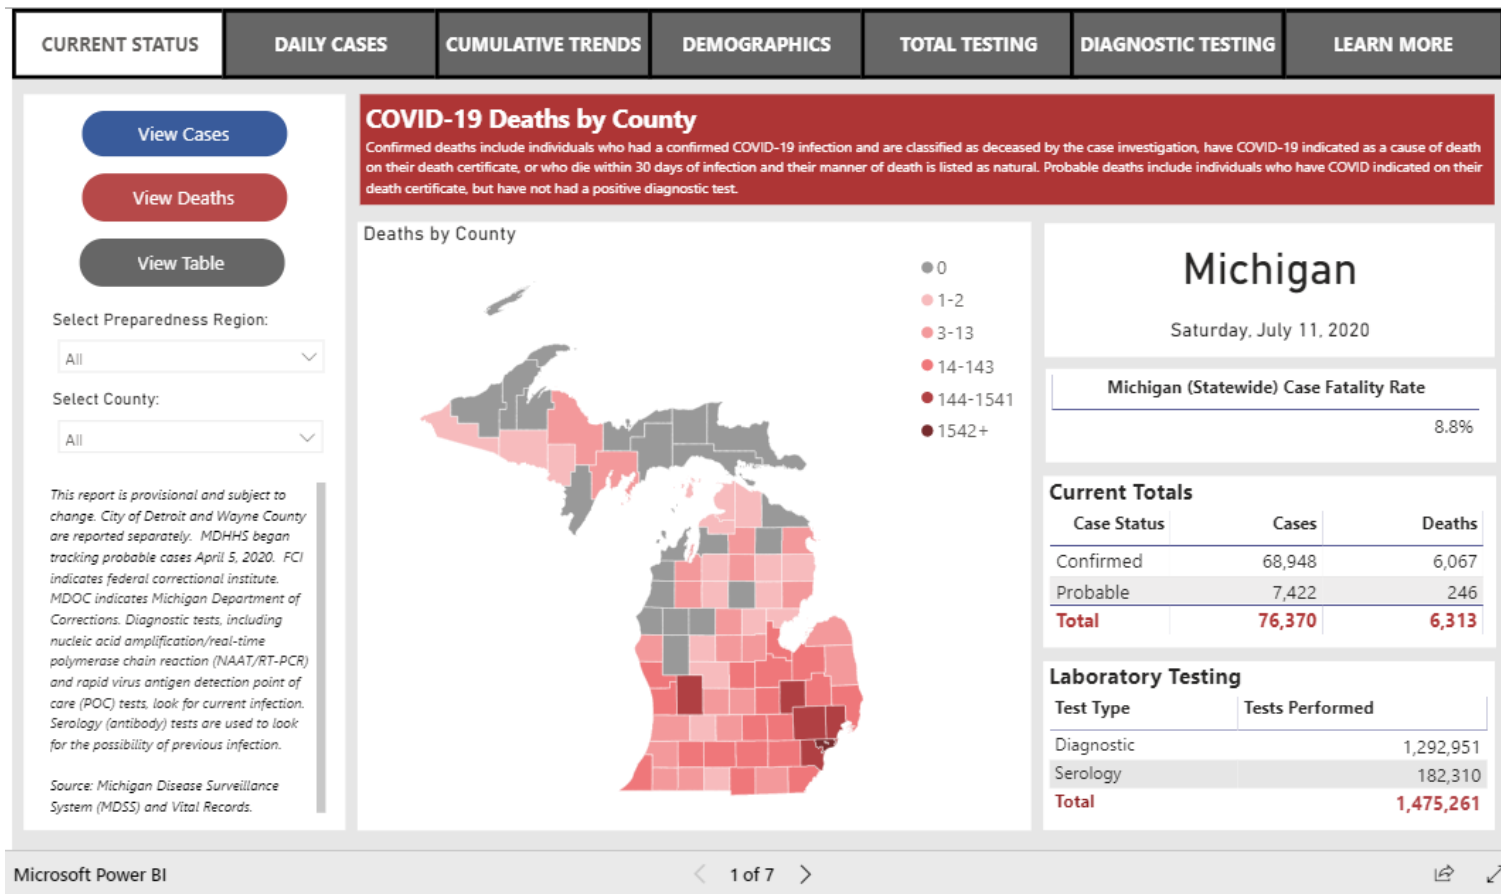 CURRENT STATUS
DAILY CASES
CUMULATIVE TRENDS
DEMOGRAPHICS
TOTAL TESTING
DIAGNOSTIC TESTING
LEARN MORE
View Cases
View Deaths
View Table
Select Preparedness Region:
All
Select County:
All
This report is provisional and subject to
change. City of Detroit and Wayne County
are reported separately. MDHHS began
tracking probable cases April 5, 2020. FCI
indicates federal correctional institute.
MDOC indicates Michigan Department of
Corrections. Diagnostic tests, including
nucleic acid amplification/real-time
polymerase chain reaction (NAAT/RT-PCR)
and rapid virus antigen detection point of
care (POC) tests, look for current infection.
Serology (antibody) tests are used to look
for the possibility of previous infection.
Source: Michigan Disease Surveillance
System (MDSS) and Vital Records.
COVID-19 Deaths by County
Confirmed deaths include individuals who had a confirmed COVID-19 infection and are classified as deceased by the case investigation, have COVID-19 indicated as a cause of death
on their death certificate, or who die within 30 days of infection and their manner of death is listed as natural. Probable deaths include individuals who have COVID indicated on their
death certificate, but have not had a positive diagnostic test.
Deaths by County
0
1-2
3-13
14-143
144-1541
1542+
Michigan
Saturday, July 11, 2020
Michigan (Statewide) Case Fatality Rate
8.8%
Current Totals
Case Status Cases Deaths
Confirmed 68,948 6,067
Probable 7,422 246
Total 76,370 6,313
Laboratory Testing
Test Type Tests Performed
Diagnostic 1,292,951
Serology 182,310
Total 1,475,261
Microsoft Power BI
1 of 7